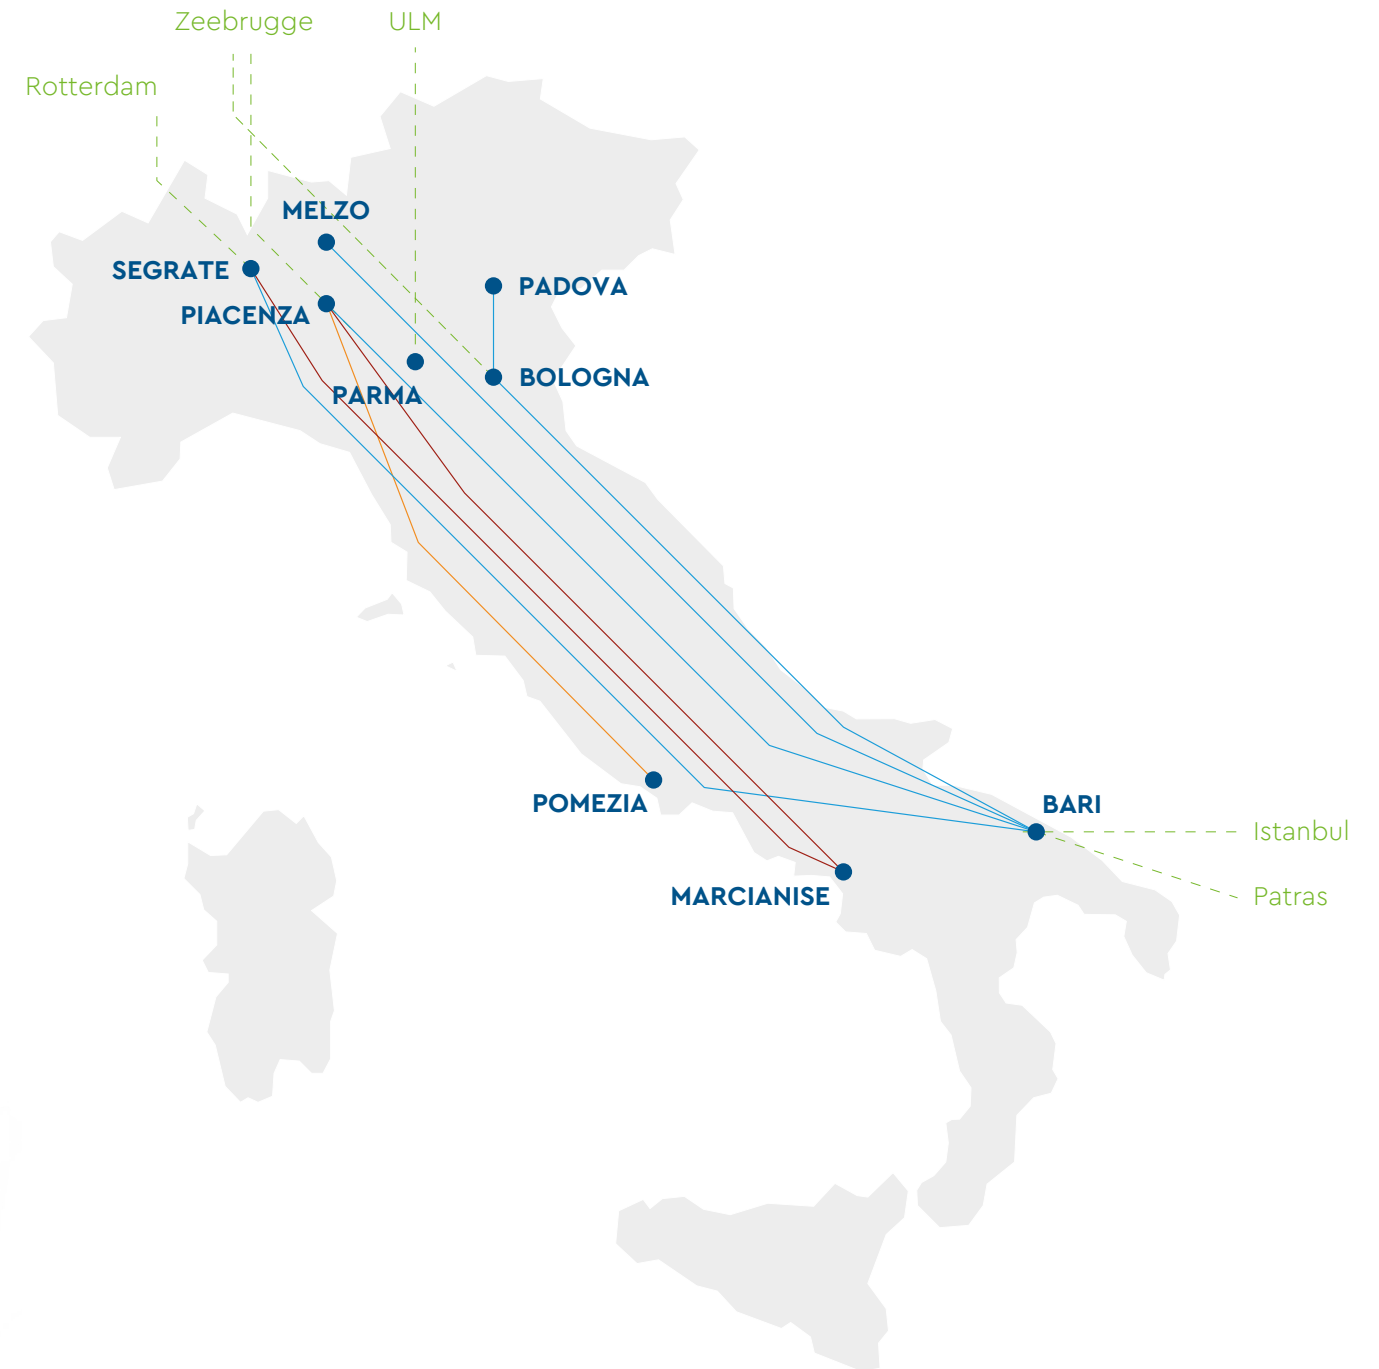 Zeebrugge
ULM
Rotterdam
MELZO
SEGRATE
PADOVA
PIACENZA
BOLOGNA
PARMA
POMEZIA
BARI
Istanbul
MARCIANISE
Patras